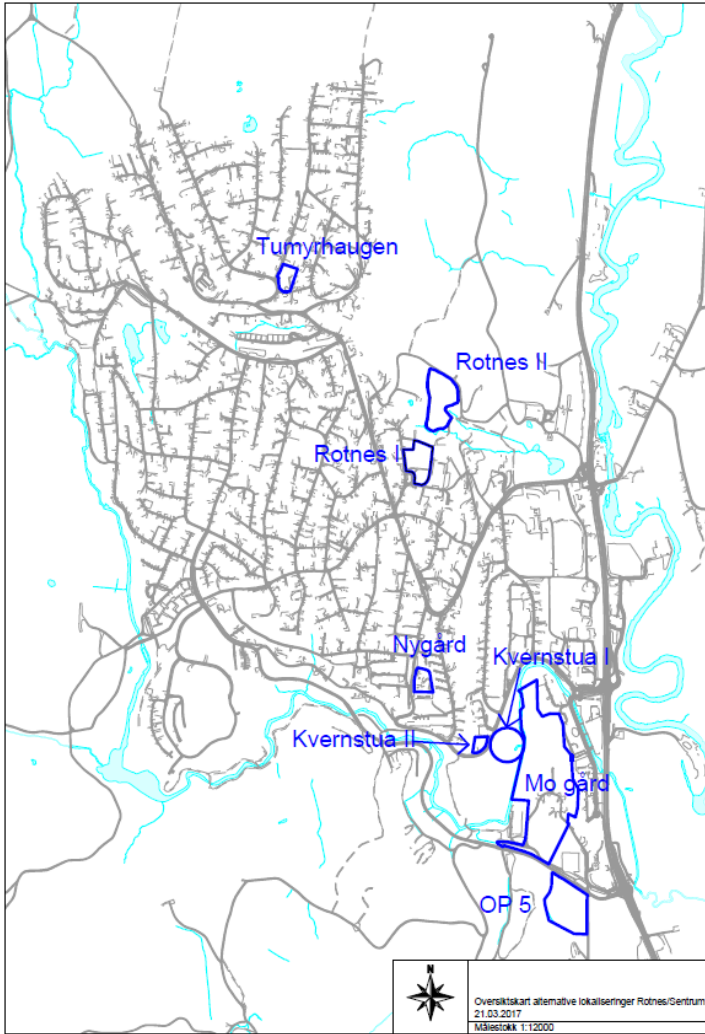 Tumyrhaugen
Rotnes II
Rotnes I
Nygård
Kvernstua I
Kvernstua II
Mo gård
OP 5
N
Oversiktskart alternative lokaliseringer Rotnes/Sentrum
21.03.2017
Målestokk 1:12000